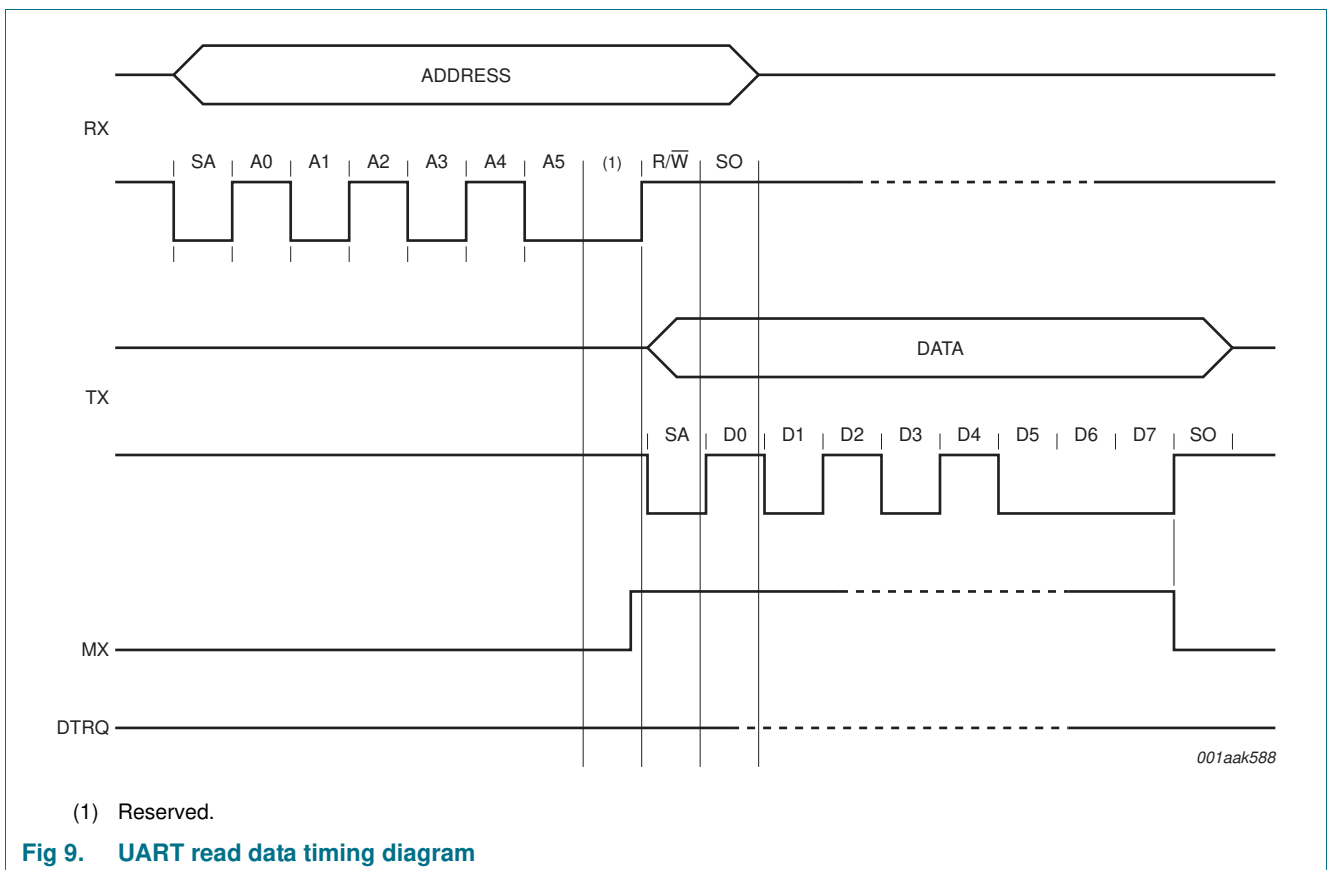 ADDRESS
RX
SA A0 A1 A2 A3 A4 A5 (1) R/W̅ SO
DATA
TX
SA D0 D1 D2 D3 D4 D5 D6 D7 SO
MX
DTRQ
001aak588
(1) Reserved.
Fig 9. UART read data timing diagram